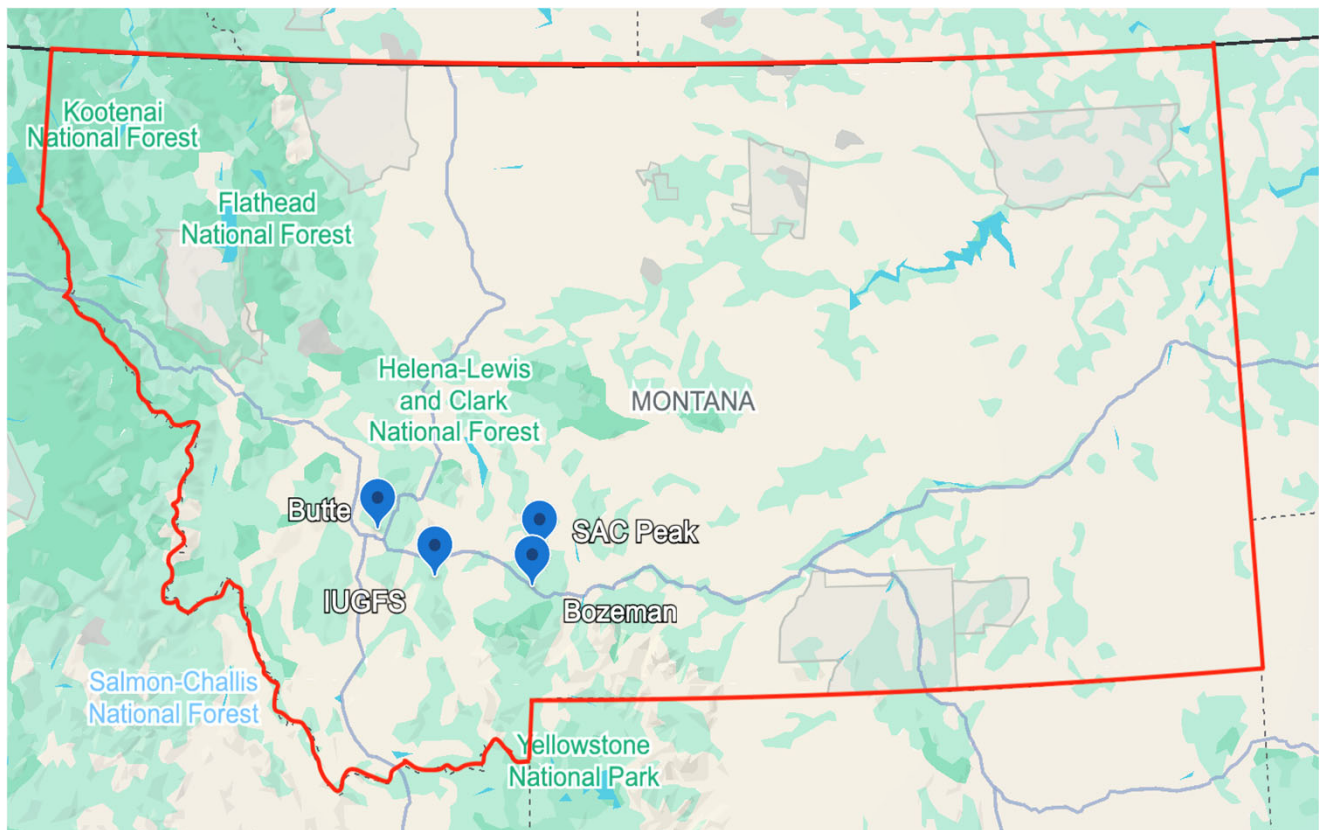 Kootenai
National Forest
Flathead
National Forest
Helena-Lewis
and Clark
National Forest
MONTANA
Butte
SAC Peak
IUGFS
Bozeman
Salmon-Challis
National Forest
Yellowstone
National Park